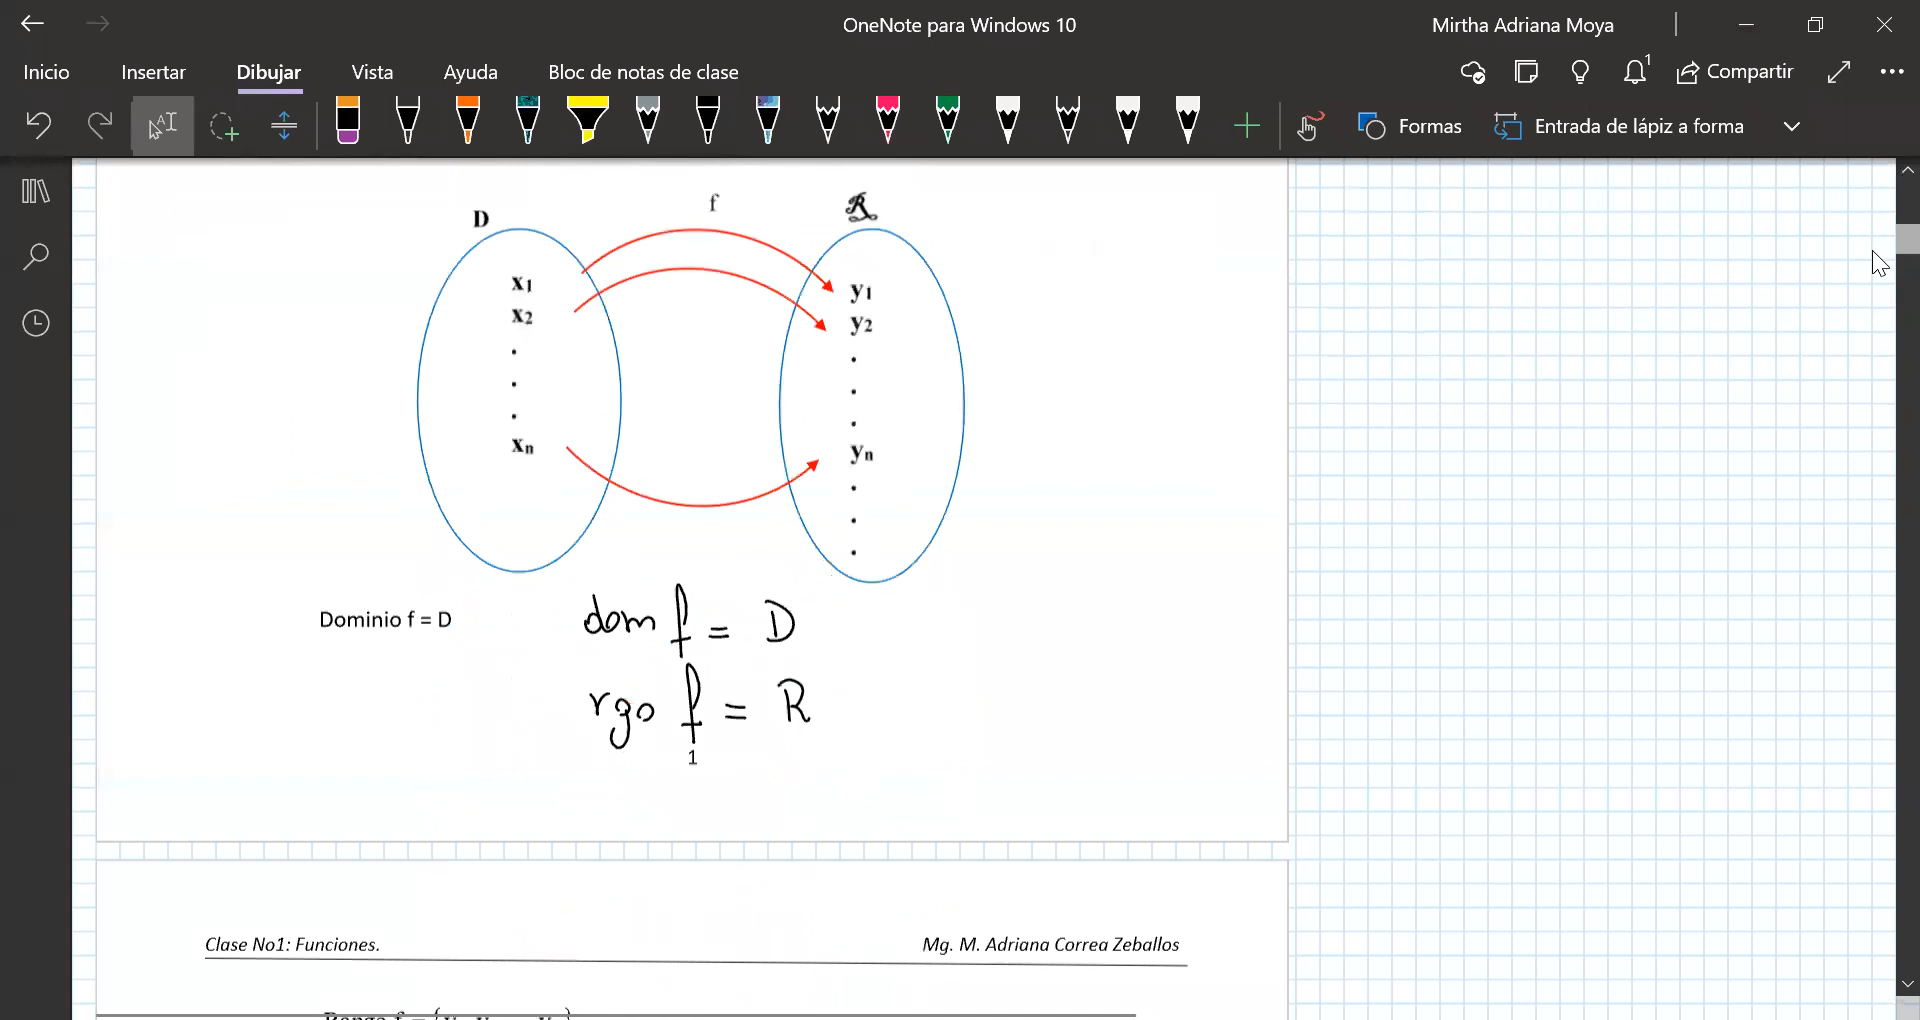 OneNote para Windows 10
Mirtha Adriana Moya
Inicio Insertar Dibujar Vista Ayuda Bloc de notas de clase
1
Compartir
Formas
Entrada de lápiz a forma
D f R
x1 y1
x2 y2
.
.
.
xn yn
.
.
.
Dominio f = D
dom f = D
rgo f = R
1
Clase No1: Funciones. Mg. M. Adriana Correa Zeballos